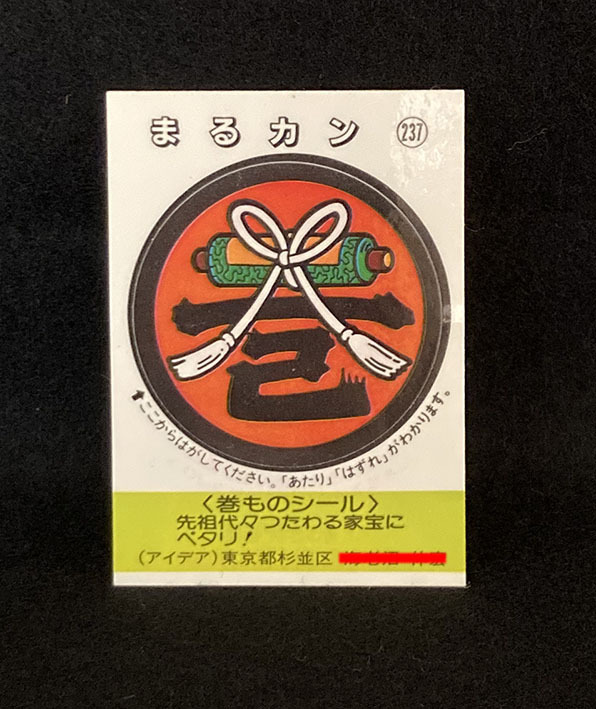 まるカン 237
巻
⬆ここからはがしてください。「あたり」「はずれ」がわかります。
〈巻ものシール〉
先祖代々つたわる家宝に
ペタリ！
(アイデア)東京都杉並区